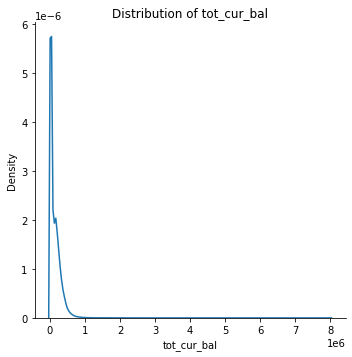 Distribution of tot_cur_bal
1e−6
6
5
4
3
2
1
0
Density
0 1 2 3 4 5 6 7 8
1e6
tot_cur_bal